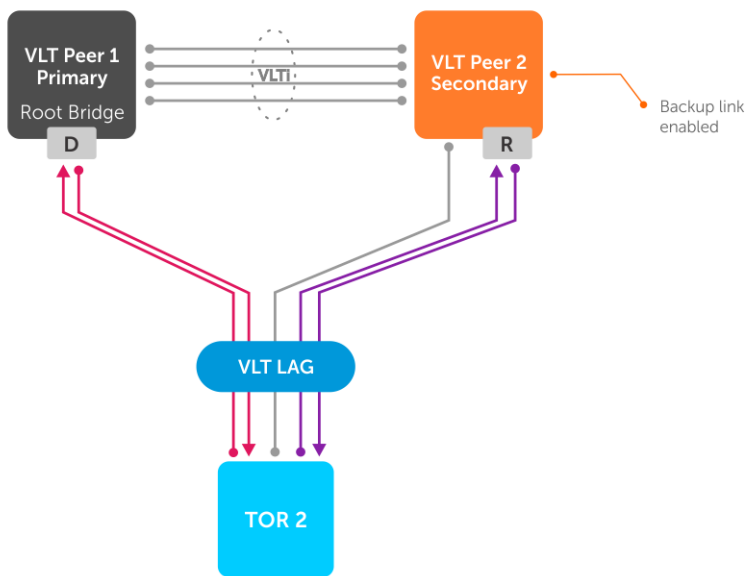 VLT Peer 1
Primary
Root Bridge
D
VLTi
VLT Peer 2
Secondary
R
Backup link
enabled
VLT LAG
TOR 2